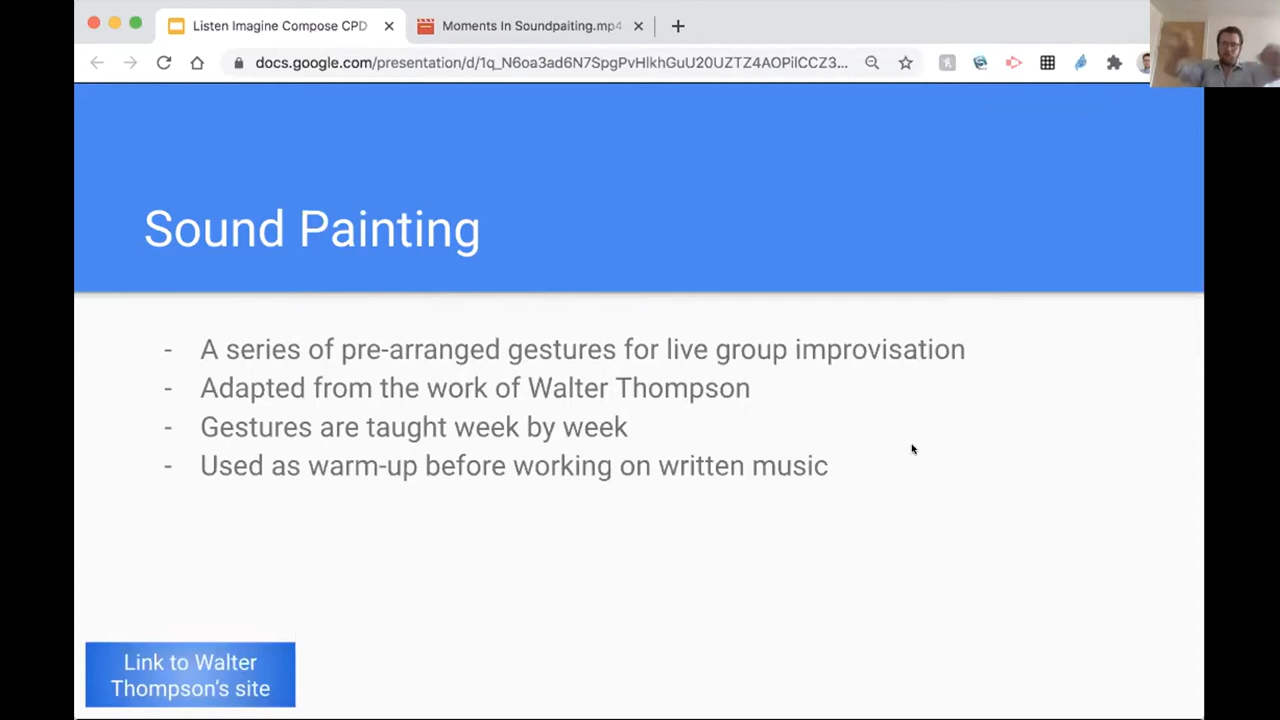 Listen Imagine Compose CPD
Moments In Soundpaiting.mp4
docs.google.com/presentation/d/1q_N6oa3ad6N7SpgPvHlkhGuU20UZTZ4AOPilCCZ3...
Sound Painting
- A series of pre-arranged gestures for live group improvisation
- Adapted from the work of Walter Thompson
- Gestures are taught week by week
- Used as warm-up before working on written music
Link to Walter
Thompson's site